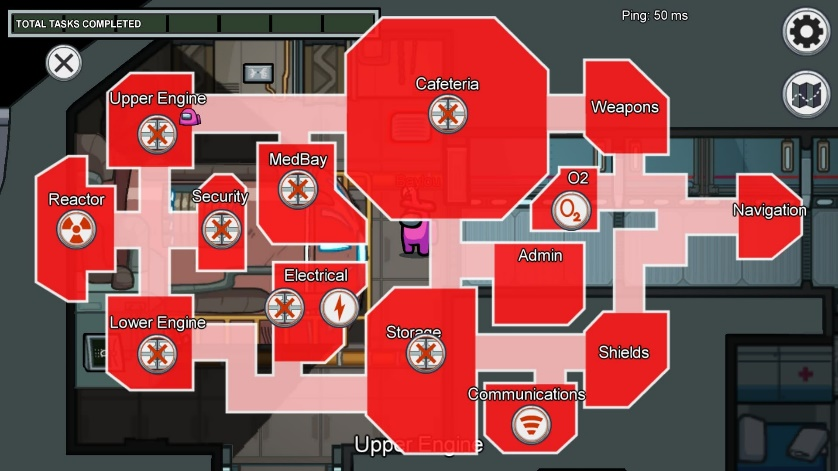 TOTAL TASKS COMPLETED
Ping: 50 ms
Cafeteria
Upper Engine
Weapons
MedBay
O2
O2
Reactor
Security
Navigation
Admin
Electrical
Lower Engine
Storage
Shields
Communications
Upper Engine